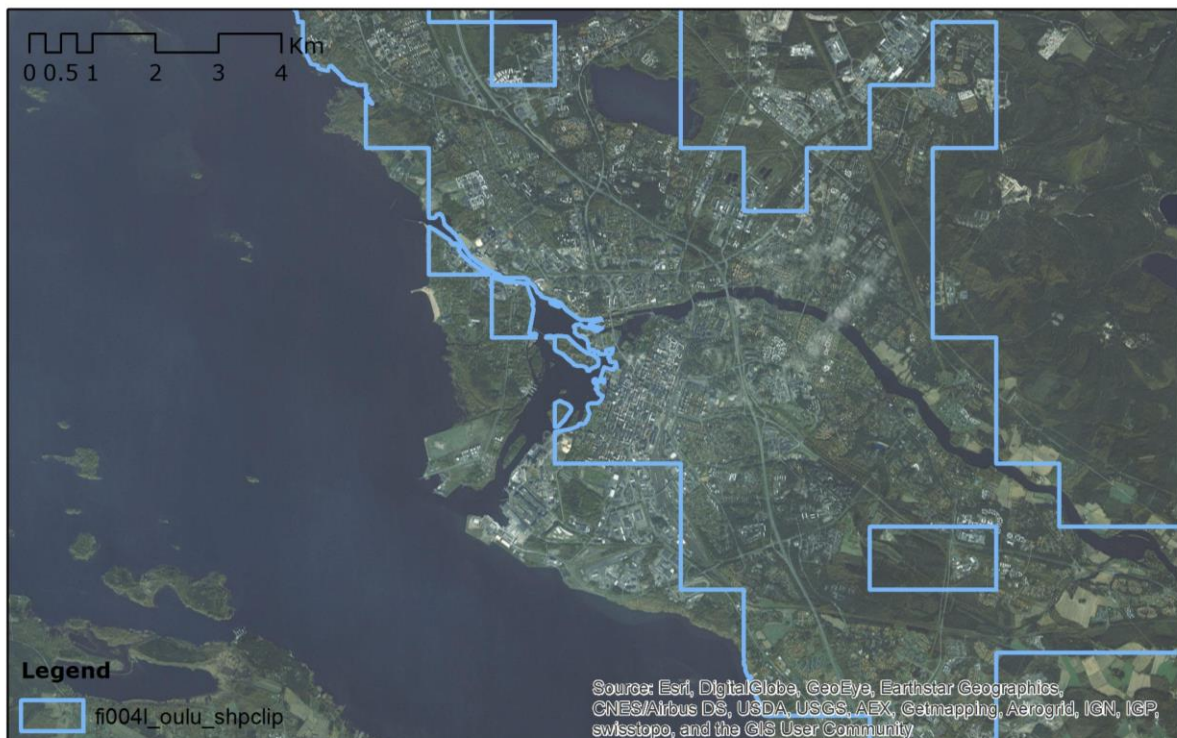 Km
0 0.5 1 2 3 4
Legend
fi004l_oulu_shpclip
Source: Esri, DigitalGlobe, GeoEye, Earthstar Geographics,
CNES/Airbus DS, USDA, USGS, AEX, Getmapping, Aerogrid, IGN, IGP,
swisstopo, and the GIS User Community